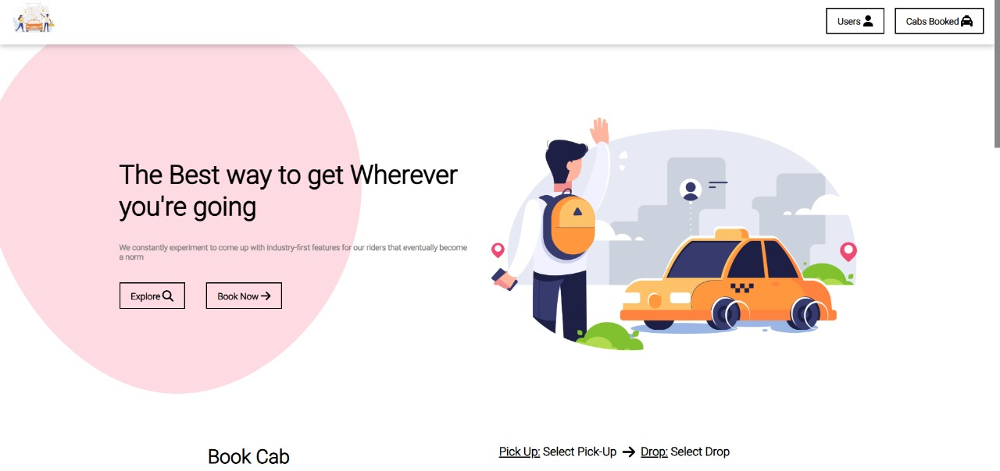 Users
Cabs Booked
The Best way to get Wherever
you're going
We constantly experiment to come up with industry-first features for our riders that eventually become
a norm
Explore
Book Now
Book Cab
Pick Up: Select Pick-Up Drop: Select Drop